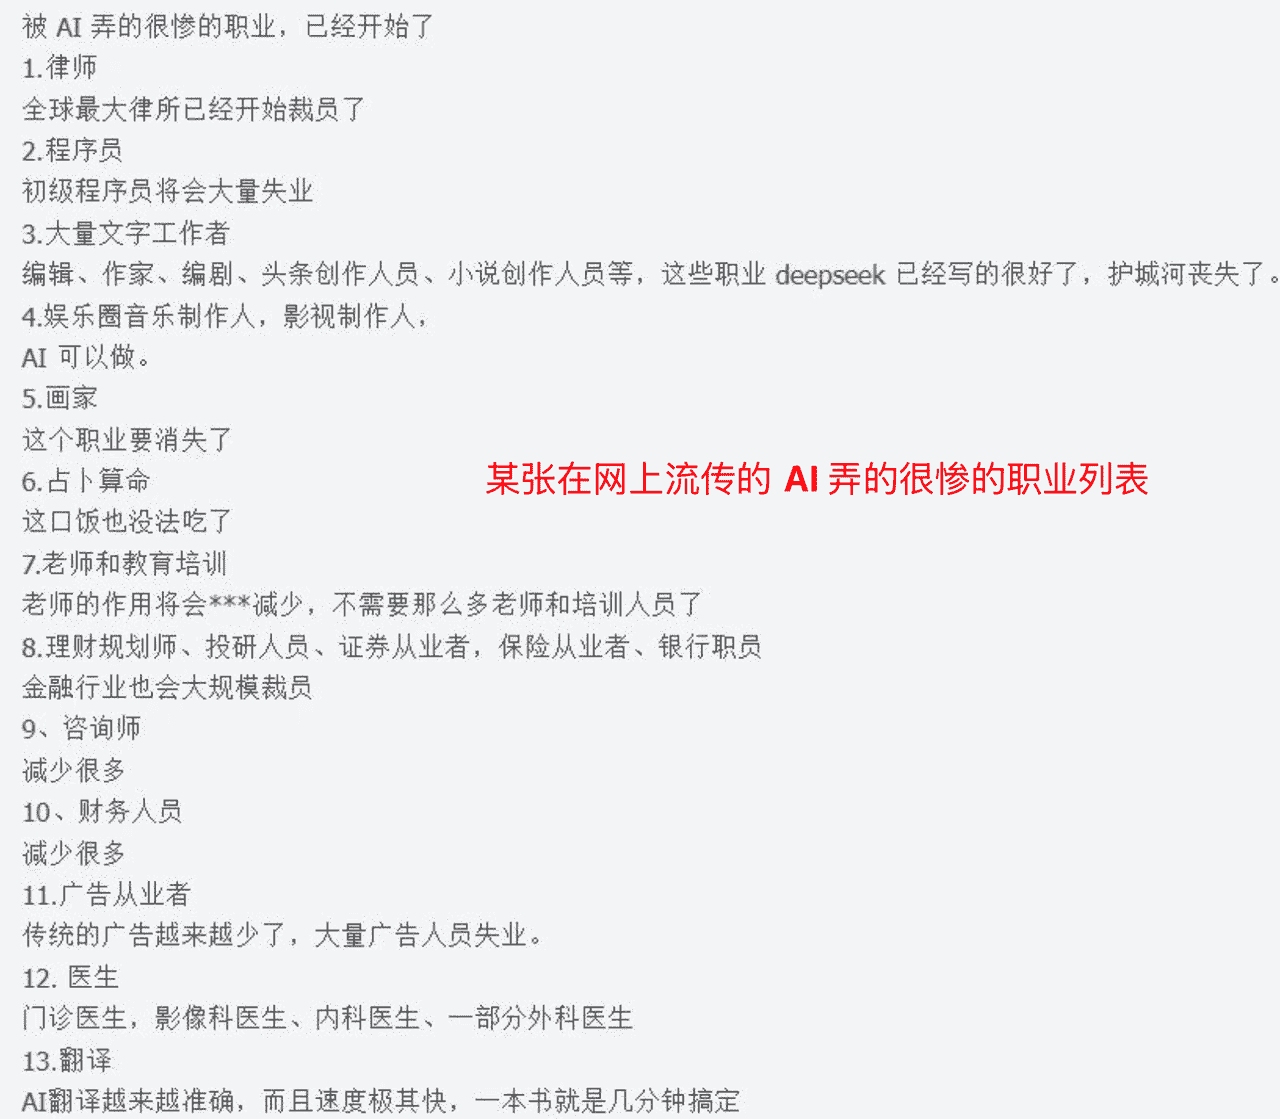 被 AI 弄的很惨的职业，已经开始了
1.律师
全球最大律所已经开始裁员了
2.程序员
初级程序员将会大量失业
3.大量文字工作者
编辑、作家、编剧、头条创作人员、小说创作人员等，这些职业 deepseek 已经写的很好了，护城河丧失了。
4.娱乐圈音乐制作人，影视制作人，
AI 可以做。
5.画家
这个职业要消失了
6.占卜算命
某张在网上流传的 AI 弄的很惨的职业列表
这口饭也没法吃了
7.老师和教育培训
老师的作用将会***减少，不需要那么多老师和培训人员了
8.理财规划师、投研人员、证券从业者，保险从业者、银行职员
金融行业也会大规模裁员
9、咨询师
减少很多
10、财务人员
减少很多
11.广告从业者
传统的广告越来越少了，大量广告人员失业。
12. 医生
门诊医生，影像科医生、内科医生、一部分外科医生
13.翻译
AI翻译越来越准确，而且速度极其快，一本书就是几分钟搞定